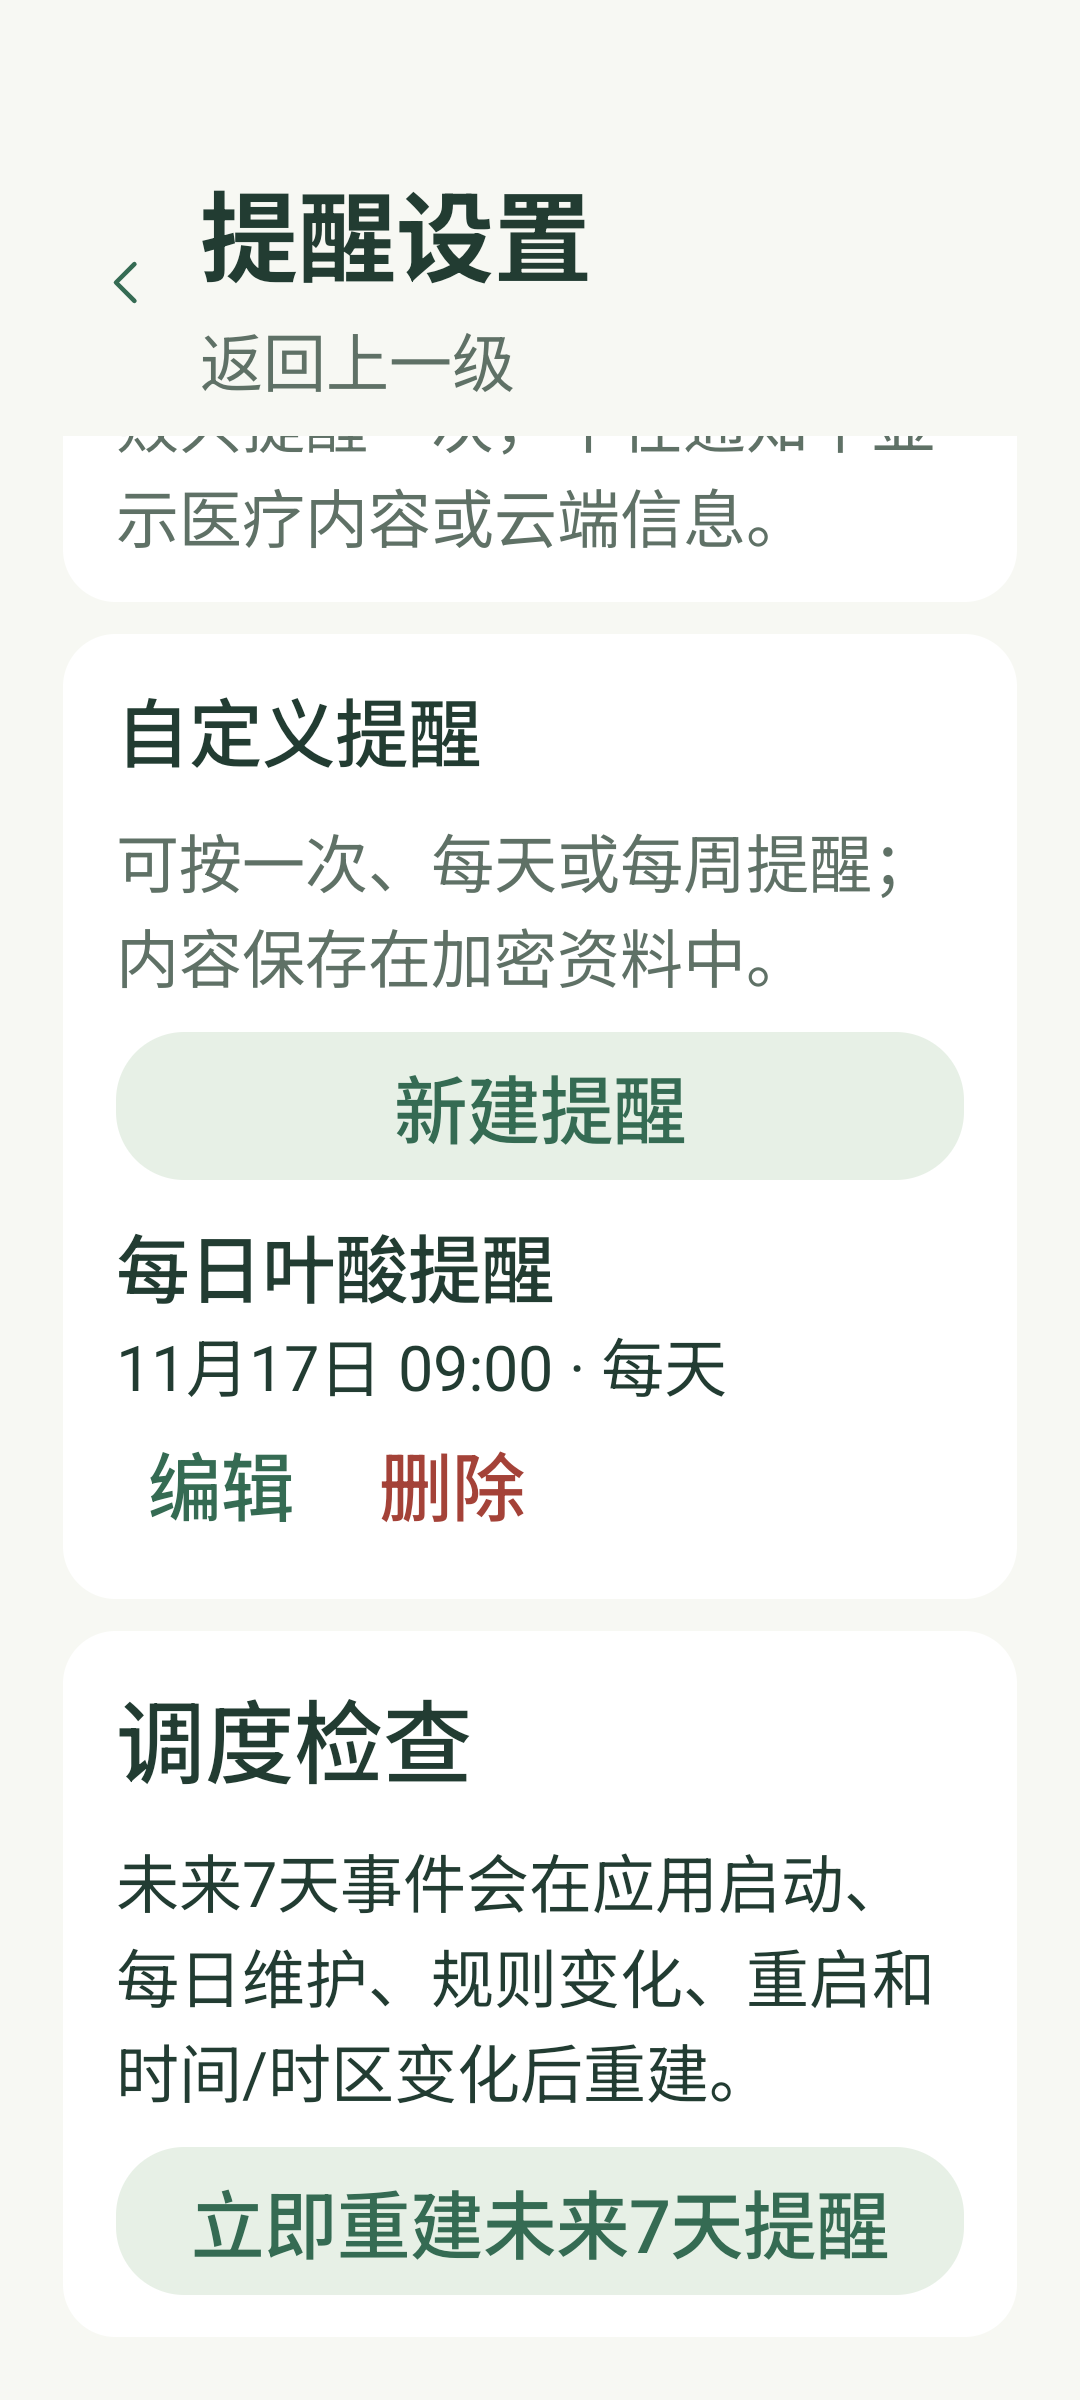 提醒设置
返回上一级
示医疗内容或云端信息。
自定义提醒
可按一次、每天或每周提醒；
内容保存在加密资料中。
新建提醒
每日叶酸提醒
11月17日 09:00 · 每天
编辑 删除
调度检查
未来7天事件会在应用启动、
每日维护、规则变化、重启和
时间/时区变化后重建。
立即重建未来7天提醒